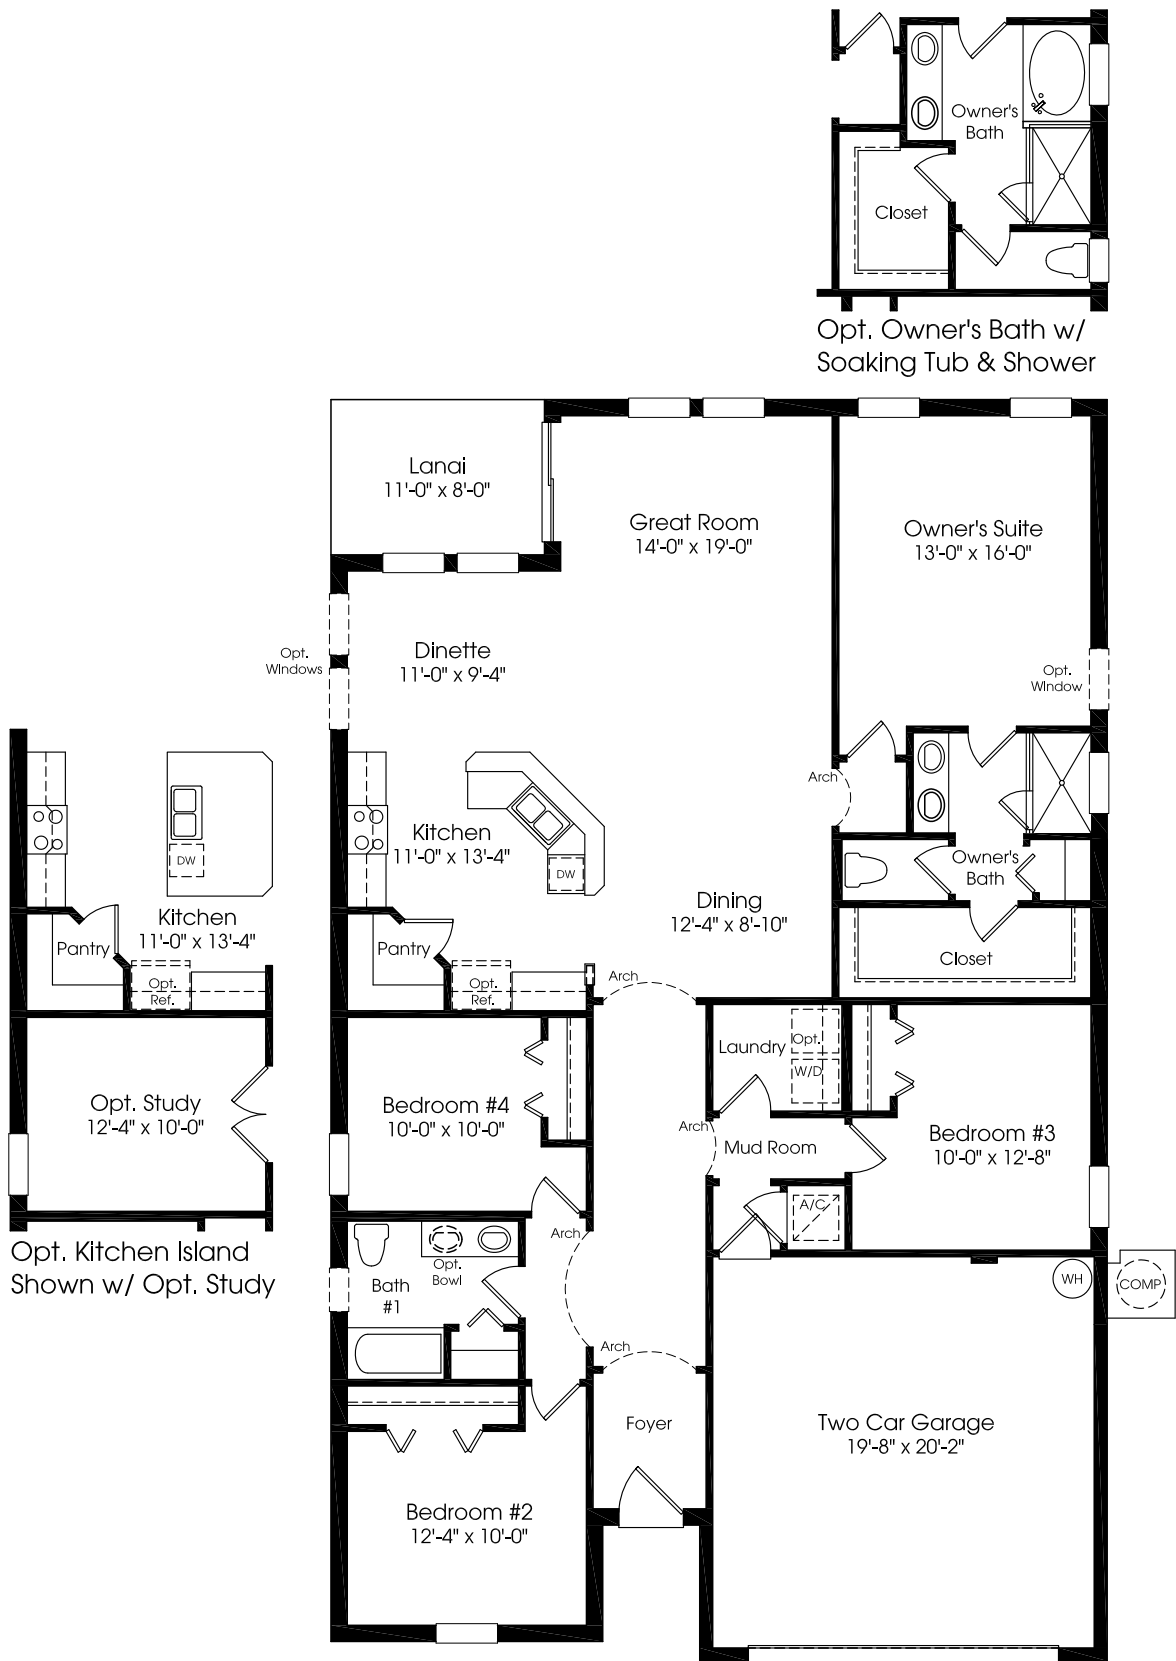 Owner's
Bath
Closet
Opt. Owner's Bath w/
Soaking Tub & Shower
Lanai
11'-0" x 8'-0"
Great Room
14'-0" x 19'-0"
Owner's Suite
13'-0" x 16'-0"
Opt.
Windows
Dinette
11'-0" x 9'-4"
Opt.
Window
Arch
Kitchen
11'-0" x 13'-4"
DW
Owner's
Bath
Dining
12'-4" x 8'-10"
Closet
Pantry
Opt.
Ref.
Arch
DW
Kitchen
11'-0" x 13'-4"
Pantry
Opt.
Ref.
Opt. Study
12'-4" x 10'-0"
Opt. Kitchen Island
Shown w/ Opt. Study
Laundry
Opt.
W/D
Bedroom #4
10'-0" x 10'-0"
Arch
Mud Room
Bedroom #3
10'-0" x 12'-8"
A/C
Arch
Opt.
Bowl
Bath
#1
WH
COMP
Arch
Foyer
Two Car Garage
19'-8" x 20'-2"
Bedroom #2
12'-4" x 10'-0"